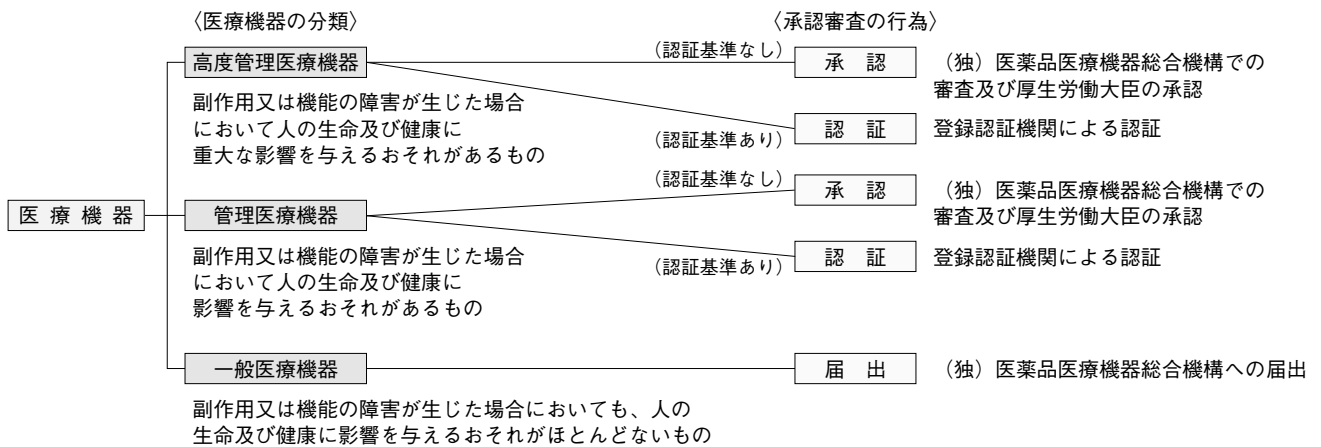 〈医療機器の分類〉
〈承認審査の行為〉
高度管理医療機器
(認証基準なし)
承 認
(独)医薬品医療機器総合機構での
審査及び厚生労働大臣の承認
副作用又は機能の障害が生じた場合
において人の生命及び健康に
重大な影響を与えるおそれがあるもの
(認証基準あり)
認 証
登録認証機関による認証
医 療 機 器
管理医療機器
(認証基準なし)
承 認
(独)医薬品医療機器総合機構での
審査及び厚生労働大臣の承認
副作用又は機能の障害が生じた場合
において人の生命及び健康に
影響を与えるおそれがあるもの
(認証基準あり)
認 証
登録認証機関による認証
一般医療機器
届 出
(独)医薬品医療機器総合機構への届出
副作用又は機能の障害が生じた場合においても、人の
生命及び健康に影響を与えるおそれがほとんどないもの